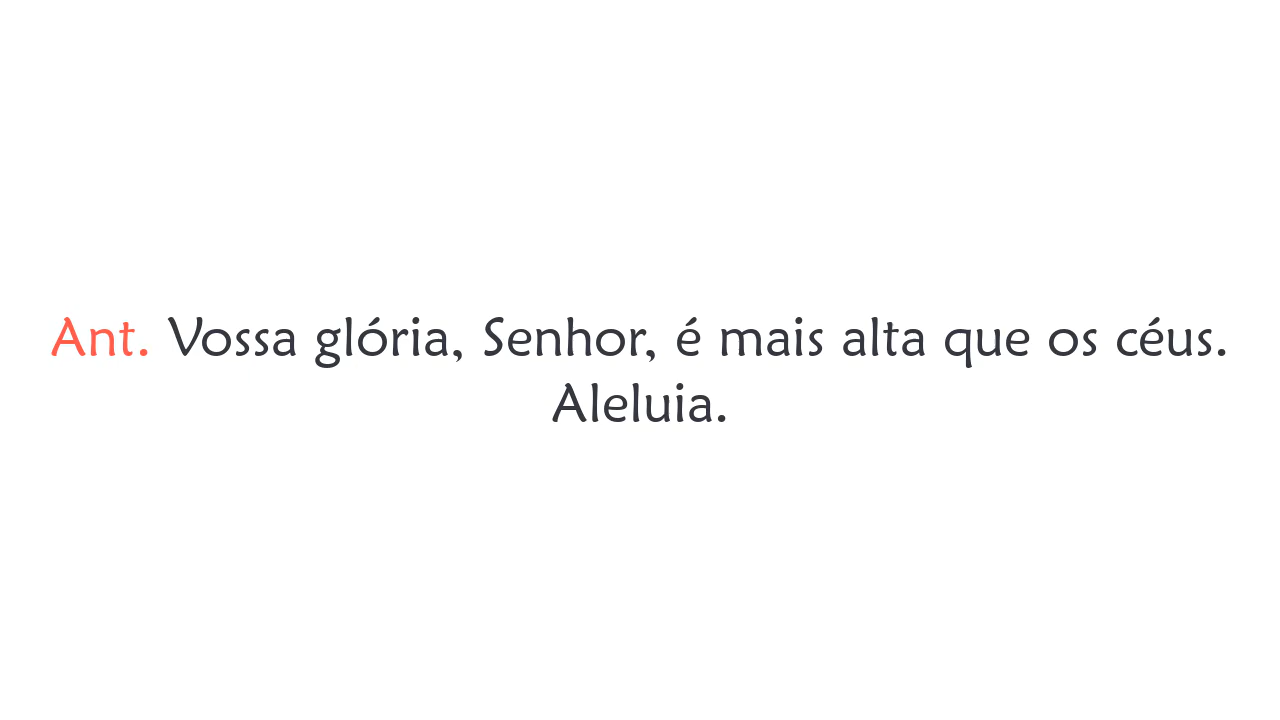 Ant. Vossa glória, Senhor, é mais alta que os céus.
Aleluia.